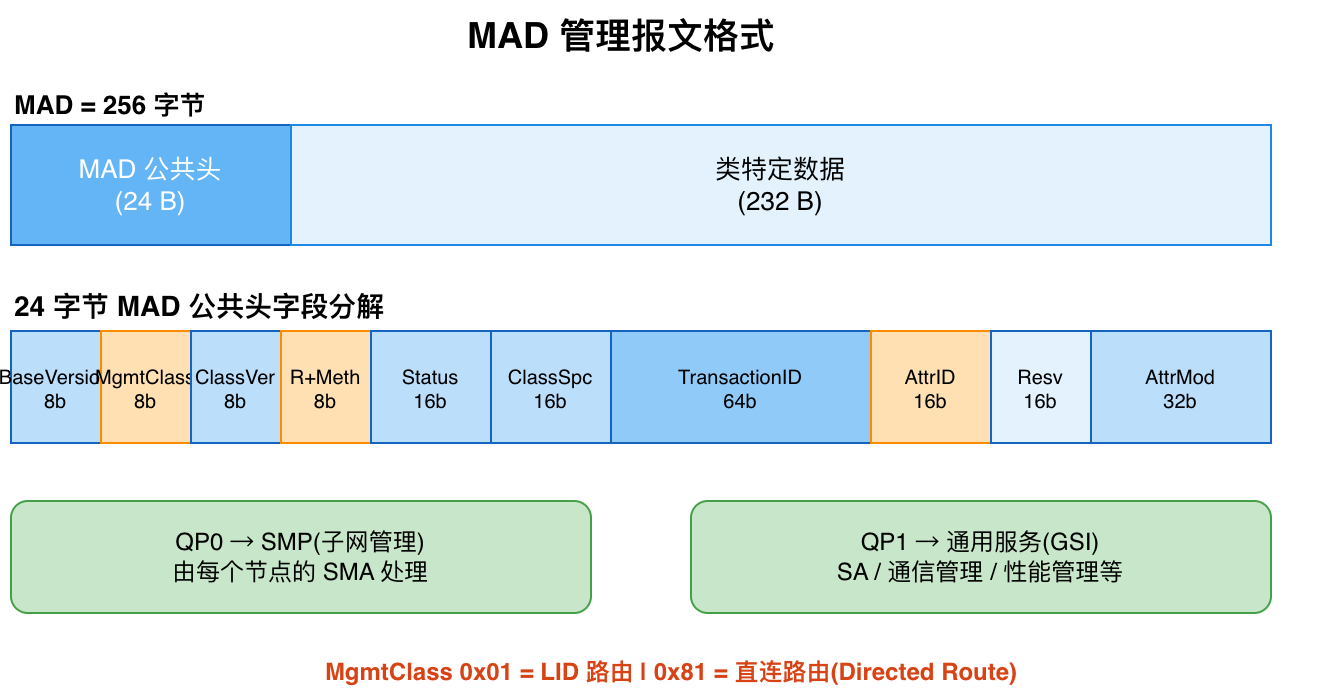 MAD 管理报文格式
MAD = 256 字节
MAD 公共头
(24 B)
类特定数据
(232 B)
24 字节 MAD 公共头字段分解
BaseVersio
8b
MgmtClass
8b
ClassVer
8b
R+Meth
8b
Status
16b
ClassSpc
16b
TransactionID
64b
AttrID
16b
Resv
16b
AttrMod
32b
QP0 → SMP(子网管理)
由每个节点的 SMA 处理
QP1 → 通用服务(GSI)
SA / 通信管理 / 性能管理等
MgmtClass 0x01 = LID 路由 | 0x81 = 直连路由(Directed Route)